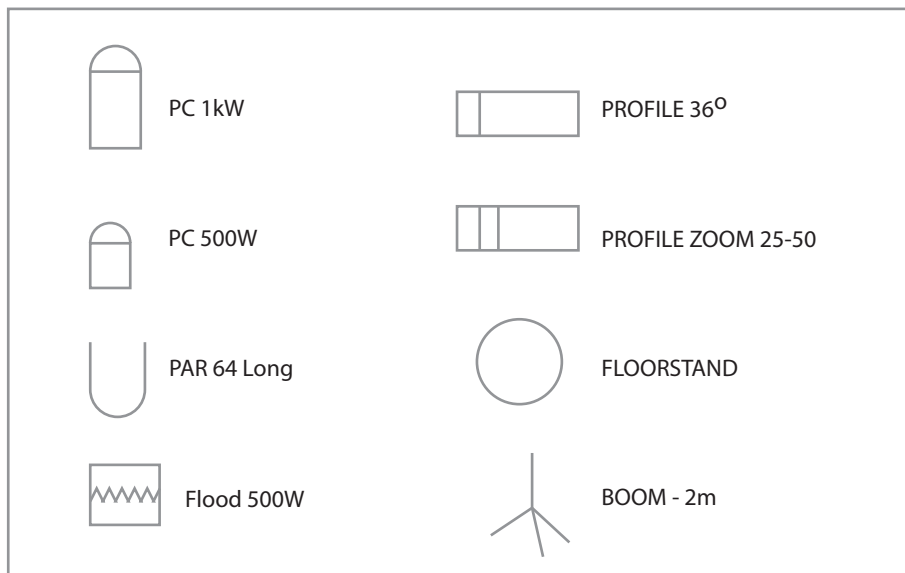 PC 1kW
PROFILE 36º
PC 500W
PROFILE ZOOM 25-50
PAR 64 Long
FLOORSTAND
Flood 500W
BOOM - 2m